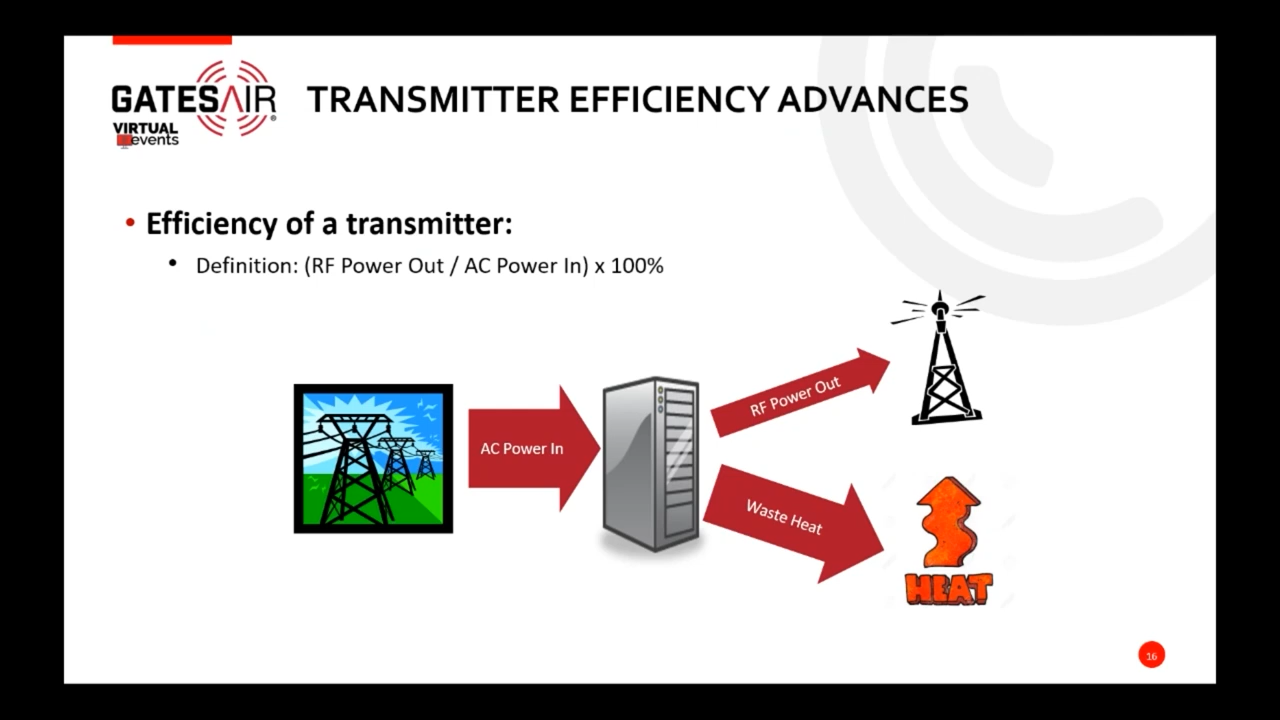 GATESAIR®
VIRTUAL
events
TRANSMITTER EFFICIENCY ADVANCES
• Efficiency of a transmitter:
• Definition: (RF Power Out / AC Power In) x 100%
AC Power In
RF Power Out
Waste Heat
HEAT
16